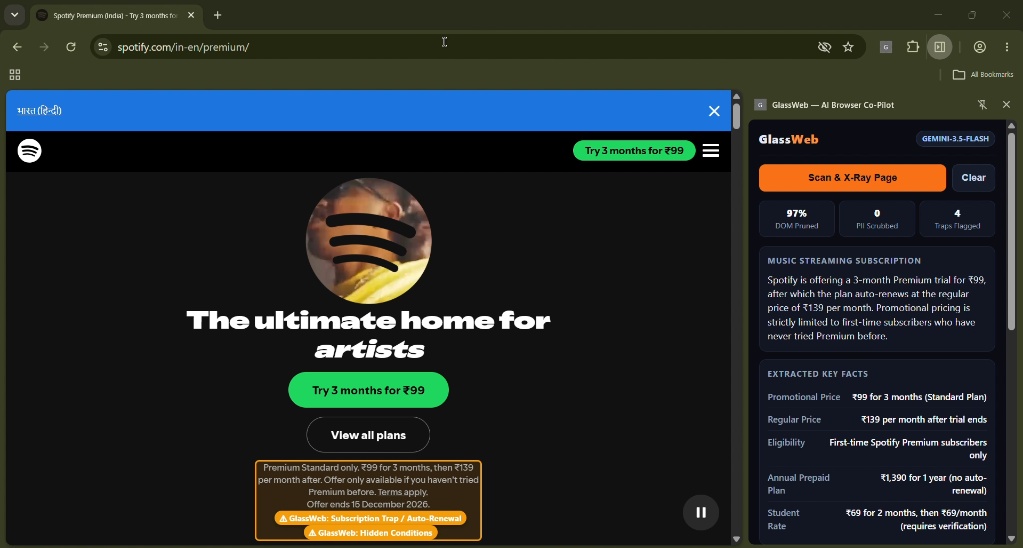 Spotify Premium (India) - Try 3 months for
spotify.com/in-en/premium/
G
All Bookmarks
भारत (हिन्दी)
Try 3 months for ₹99
The ultimate home for
artists
Try 3 months for ₹99
View all plans
Premium Standard only. ₹99 for 3 months, then ₹139
per month after. Offer only available if you haven't tried
Premium before. Terms apply.
Offer ends 15 December 2026.
⚠ GlassWeb: Subscription Trap / Auto-Renewal
⚠ GlassWeb: Hidden Conditions
G GlassWeb — AI Browser Co-Pilot
GlassWeb
GEMINI-3.5-FLASH
Scan & X-Ray Page
Clear
97%
DOM Pruned
0
PII Scrubbed
4
Traps Flagged
MUSIC STREAMING SUBSCRIPTION
Spotify is offering a 3-month Premium trial for ₹99,
after which the plan auto-renews at the regular
price of ₹139 per month. Promotional pricing is
strictly limited to first-time subscribers who have
never tried Premium before.
EXTRACTED KEY FACTS
Promotional Price ₹99 for 3 months (Standard Plan)
Regular Price ₹139 per month after trial ends
Eligibility First-time Spotify Premium subscribers
only
Annual Prepaid ₹1,390 for 1 year (no auto-
Plan renewal)
Student ₹69 for 2 months, then ₹69/month
Rate (requires verification)